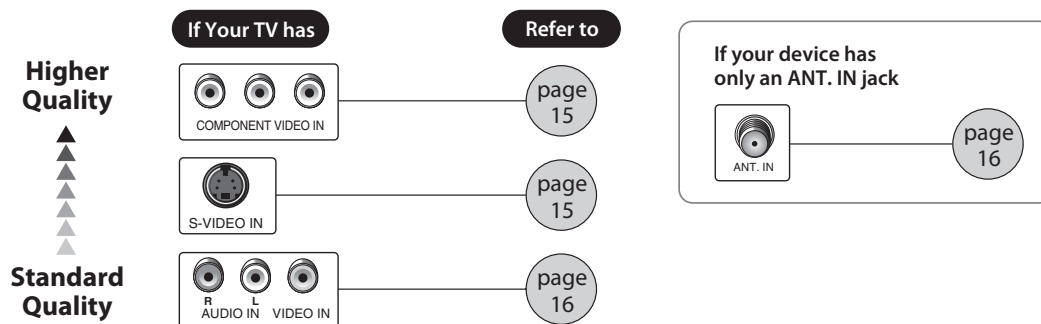 If Your TV has
Refer to
Higher
Quality
COMPONENT VIDEO IN
page
15
S-VIDEO IN
page
15
Standard
Quality
R L
AUDIO IN VIDEO IN
page
16
If your device has
only an ANT. IN jack
ANT. IN
page
16